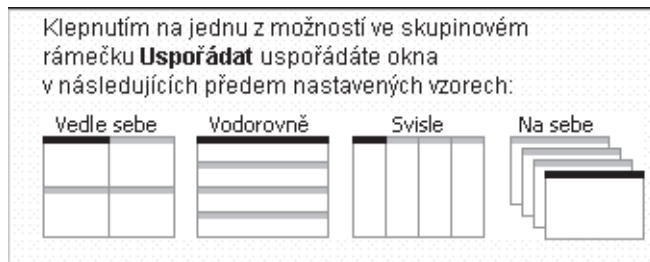 Klepnutím na jednu z možností ve skupinovém
rámečku Uspořádat uspořádáte okna
v následujících předem nastavených vzorech:
Vedle sebe Vodorovně Svisle Na sebe